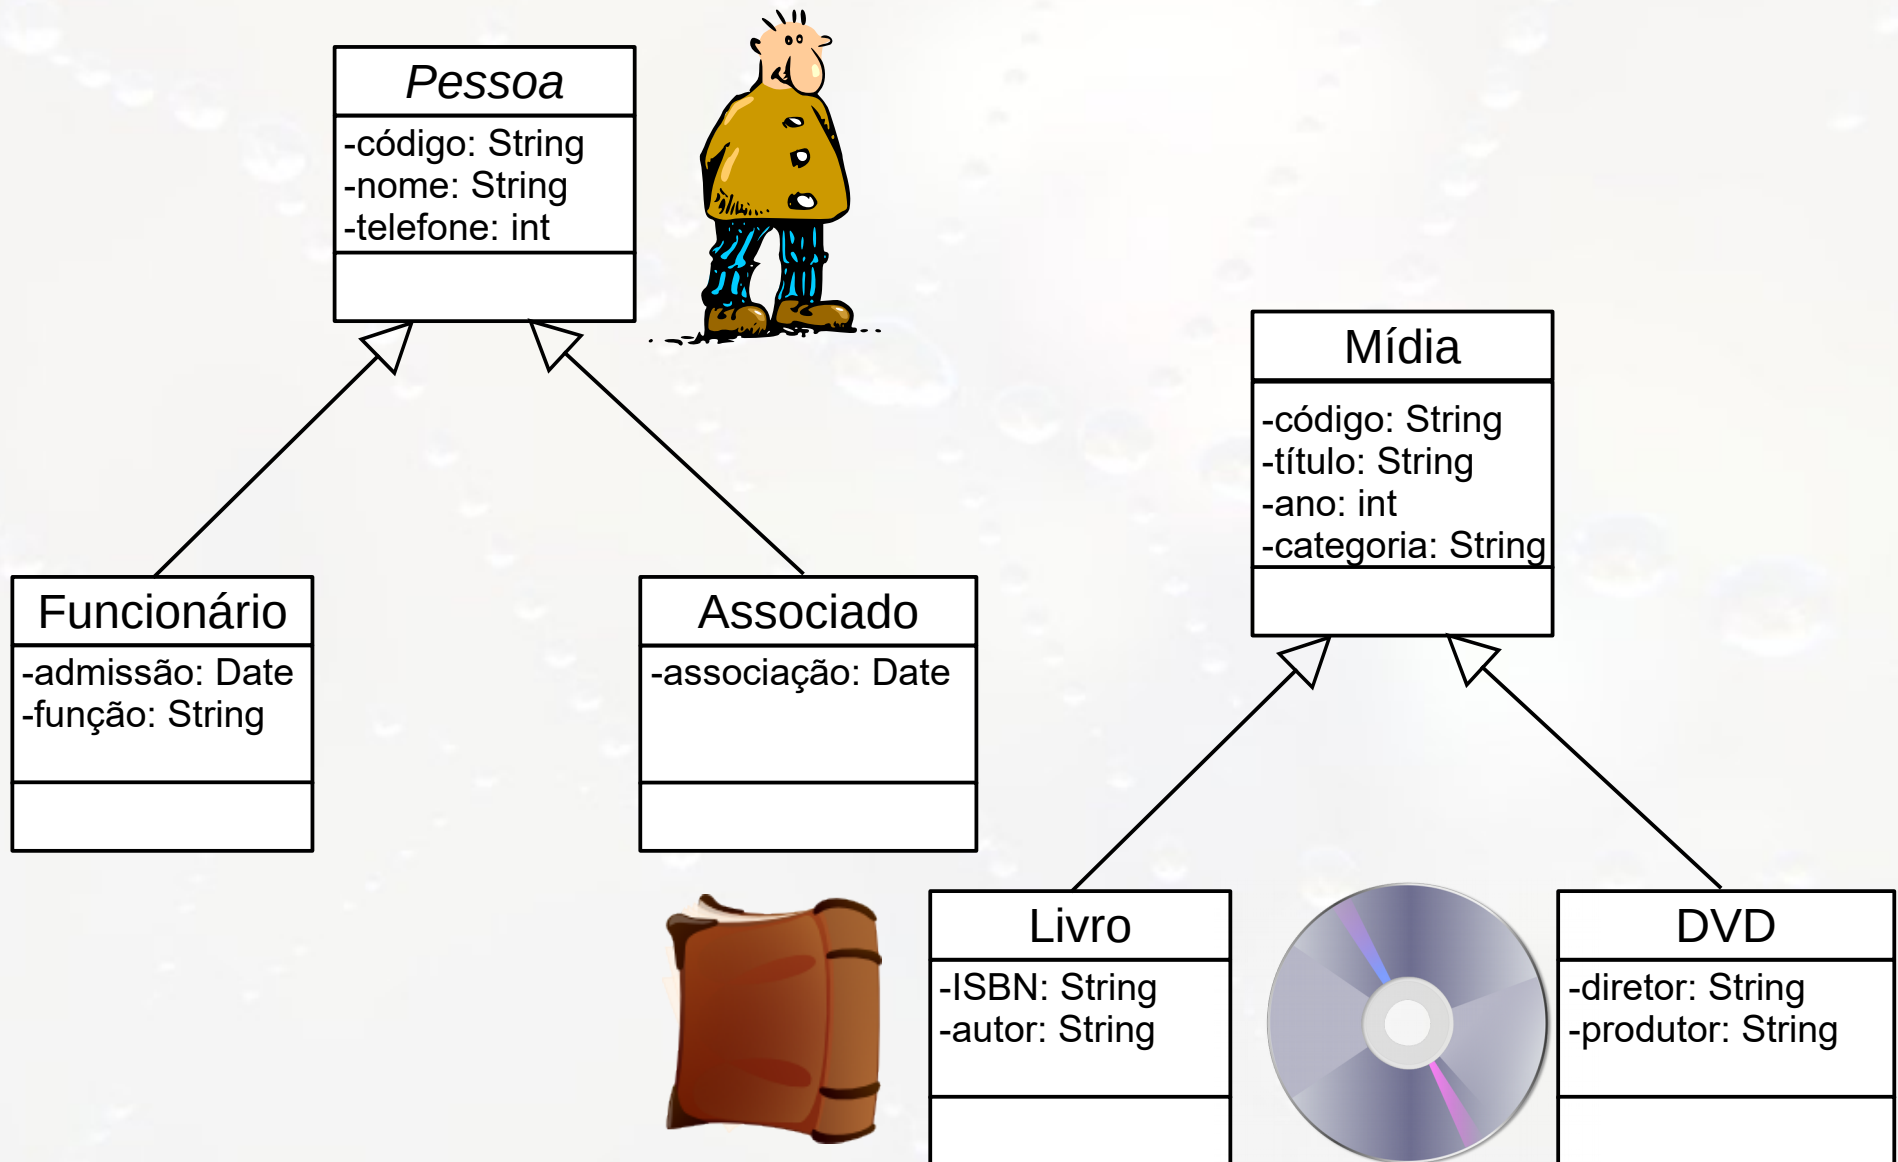 Pessoa
-código: String
-nome: String
-telefone: int
Funcionário
-admissão: Date
-função: String
Associado
-associação: Date
Mídia
-código: String
-título: String
-ano: int
-categoria: String
Livro
-ISBN: String
-autor: String
DVD
-diretor: String
-produtor: String